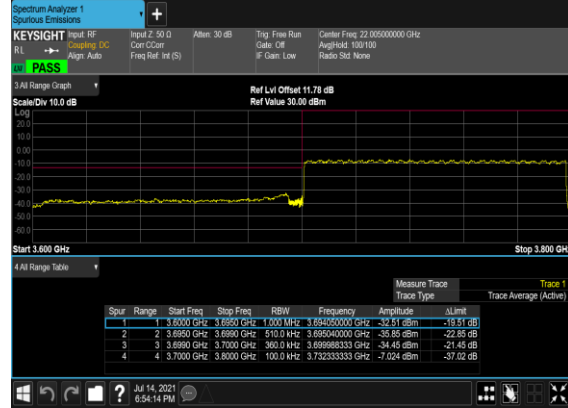 Spectrum Analyzer 1
Spurious Emissions
+
KEYSIGHT Input: RF Input Z: 50 Ω Atten: 30 dB Trig: Free Run Center Freq: 22.005000000 GHz
RL Coupling: DC Corr CCorr Gate: Off Avg|Hold: 100/100
Align: Auto Freq Ref: Int (S) IF Gain: Low Radio Std: None
PASS
3 All Range Graph Ref Lvl Offset 11.78 dB
Scale/Div 10.0 dB Ref Value 30.00 dBm
Log
20.0
10.0
0.00
-10.0
-20.0
-30.0
-40.0
-50.0
-60.0
Start 3.600 GHz Stop 3.800 GH
4 All Range Table
Measure Trace Trace 1
Trace Type Trace Average (Active)
Spur Range Start Freq Stop Freq RBW Frequency Amplitude ΔLimit
1 1 3.6000 GHz 3.6950 GHz 1.000 MHz 3.694050000 GHz -32.51 dBm -19.51 dB
2 2 3.6950 GHz 3.6990 GHz 510.0 kHz 3.695040000 GHz -35.85 dBm -22.85 dB
3 3 3.6990 GHz 3.7000 GHz 360.0 kHz 3.699988333 GHz -34.45 dBm -21.45 dB
4 4 3.7000 GHz 3.8000 GHz 100.0 kHz 3.732333333 GHz -7.024 dBm -37.02 dB
? Jul 14, 2021
6:54:14 PM